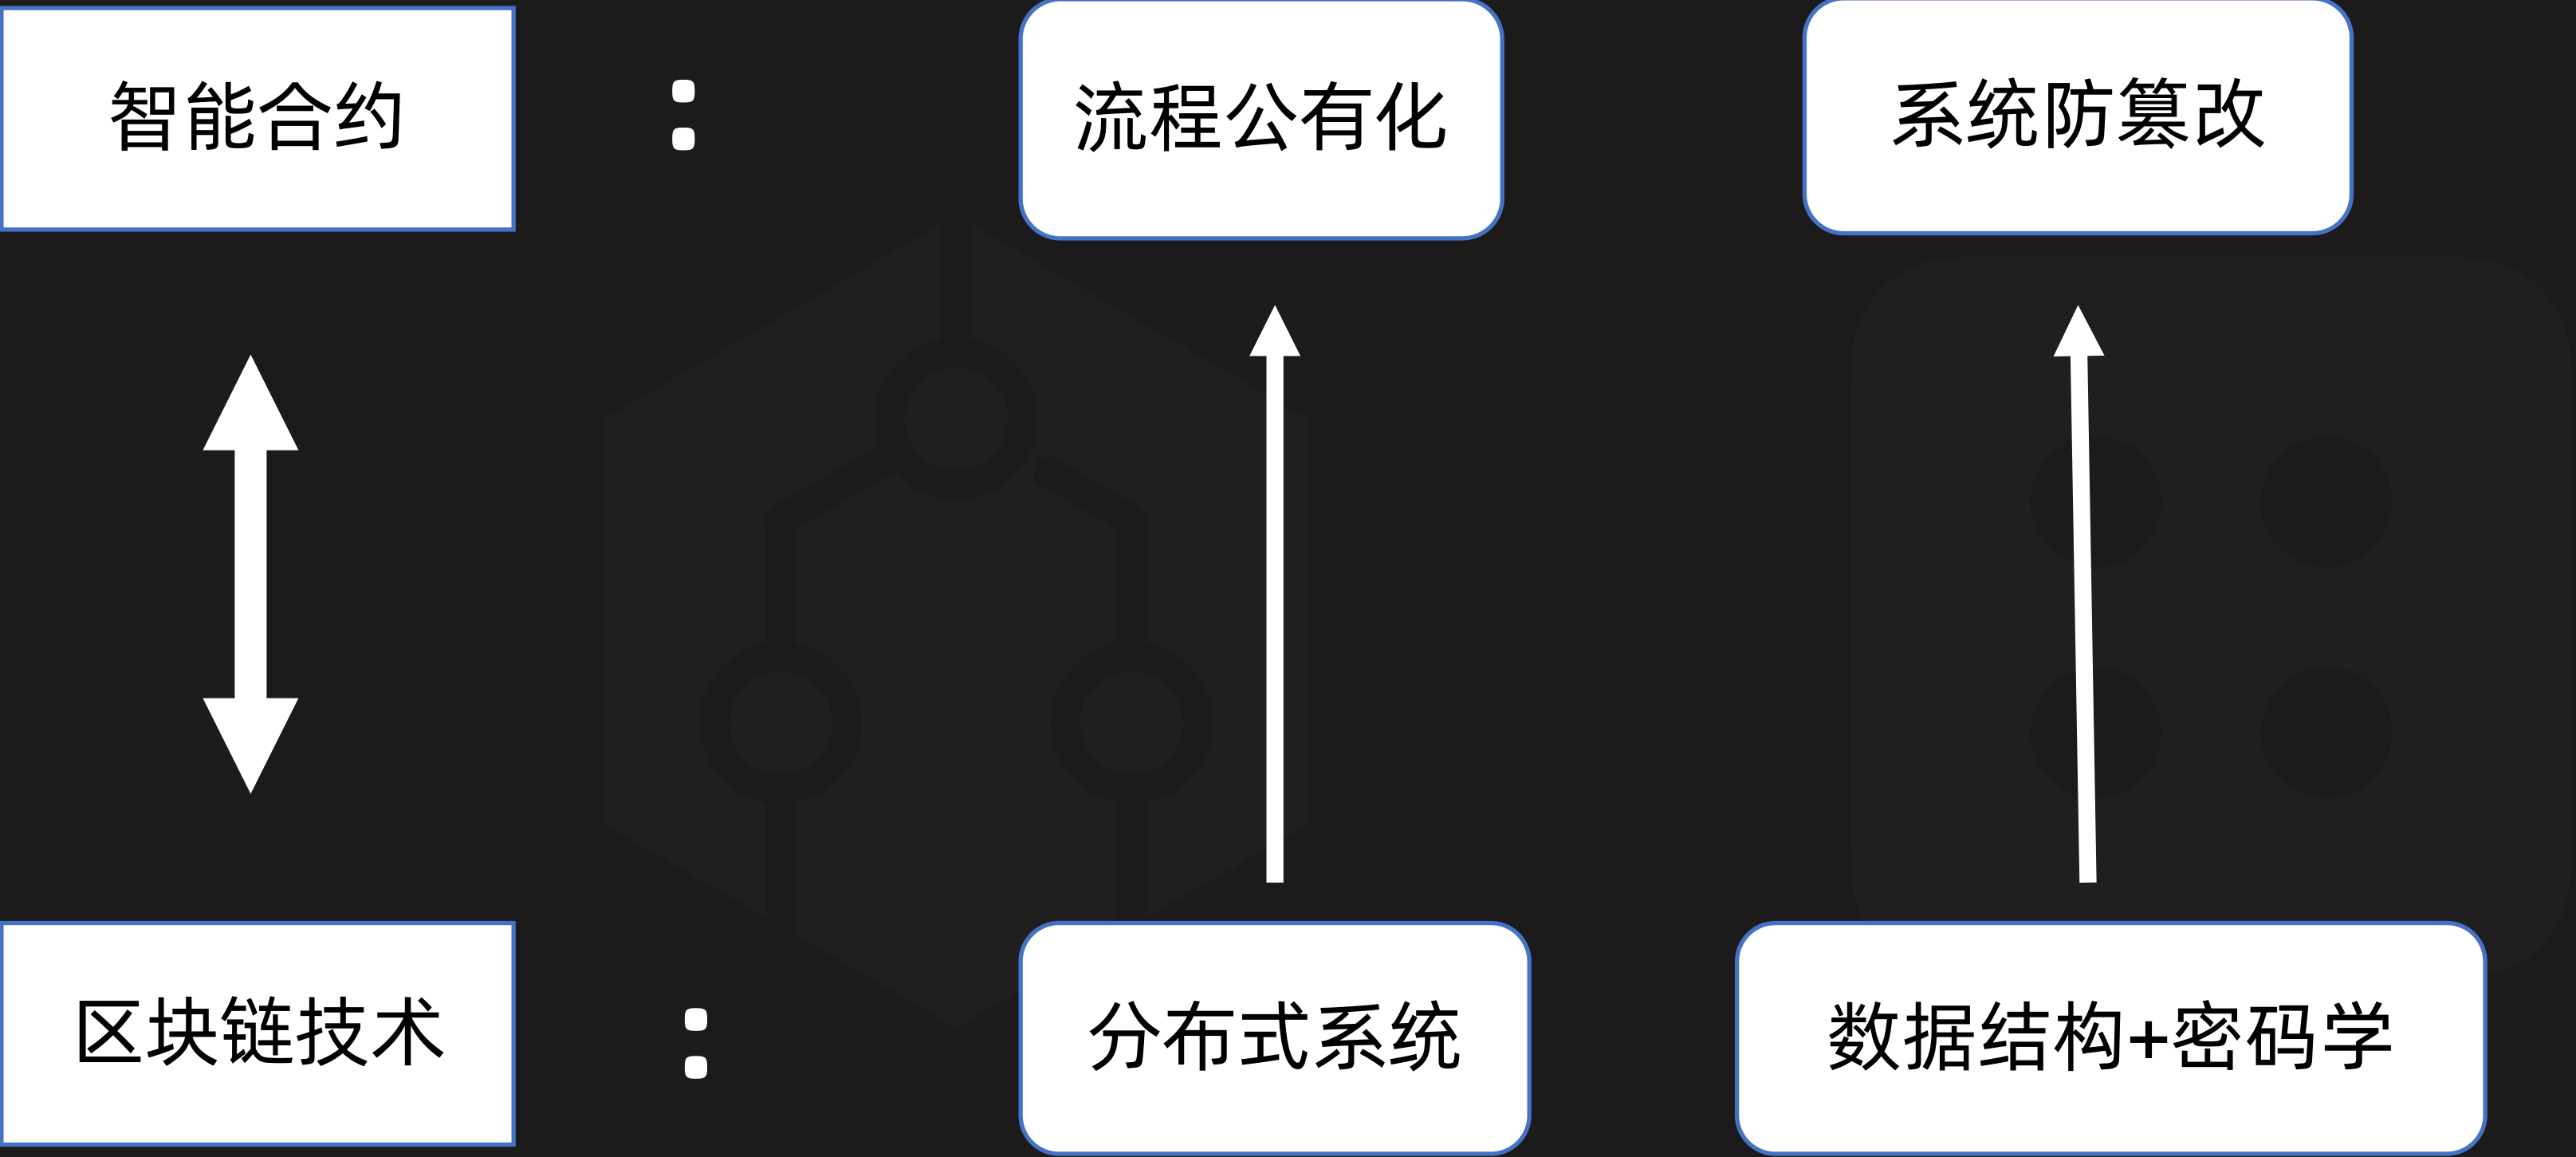 智能合约
：
流程公有化
系统防篡改
区块链技术
：
分布式系统
数据结构+密码学